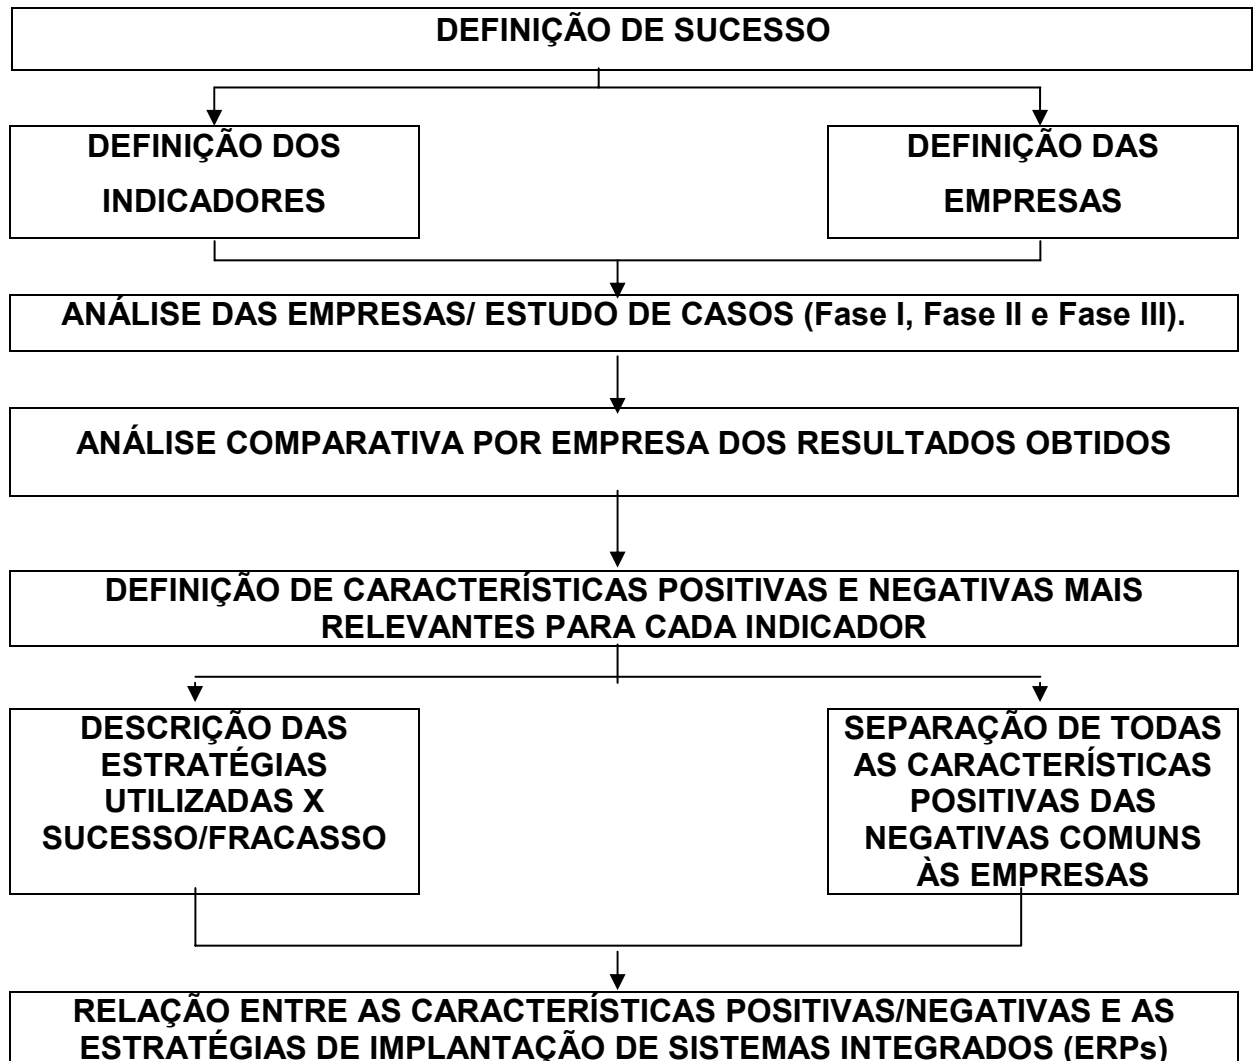 DEFINIÇÃO DE SUCESSO
DEFINIÇÃO DOS
INDICADORES
DEFINIÇÃO DAS
EMPRESAS
ANÁLISE DAS EMPRESAS/ ESTUDO DE CASOS (Fase I, Fase II e Fase III).
ANÁLISE COMPARATIVA POR EMPRESA DOS RESULTADOS OBTIDOS
DEFINIÇÃO DE CARACTERÍSTICAS POSITIVAS E NEGATIVAS MAIS
RELEVANTES PARA CADA INDICADOR
DESCRIÇÃO DAS
ESTRATÉGIAS
UTILIZADAS X
SUCESSO/FRACASSO
SEPARAÇÃO DE TODAS
AS CARACTERÍSTICAS
POSITIVAS DAS
NEGATIVAS COMUNS
ÀS EMPRESAS
RELAÇÃO ENTRE AS CARACTERÍSTICAS POSITIVAS/NEGATIVAS E AS
ESTRATÉGIAS DE IMPLANTAÇÃO DE SISTEMAS INTEGRADOS (ERPs)